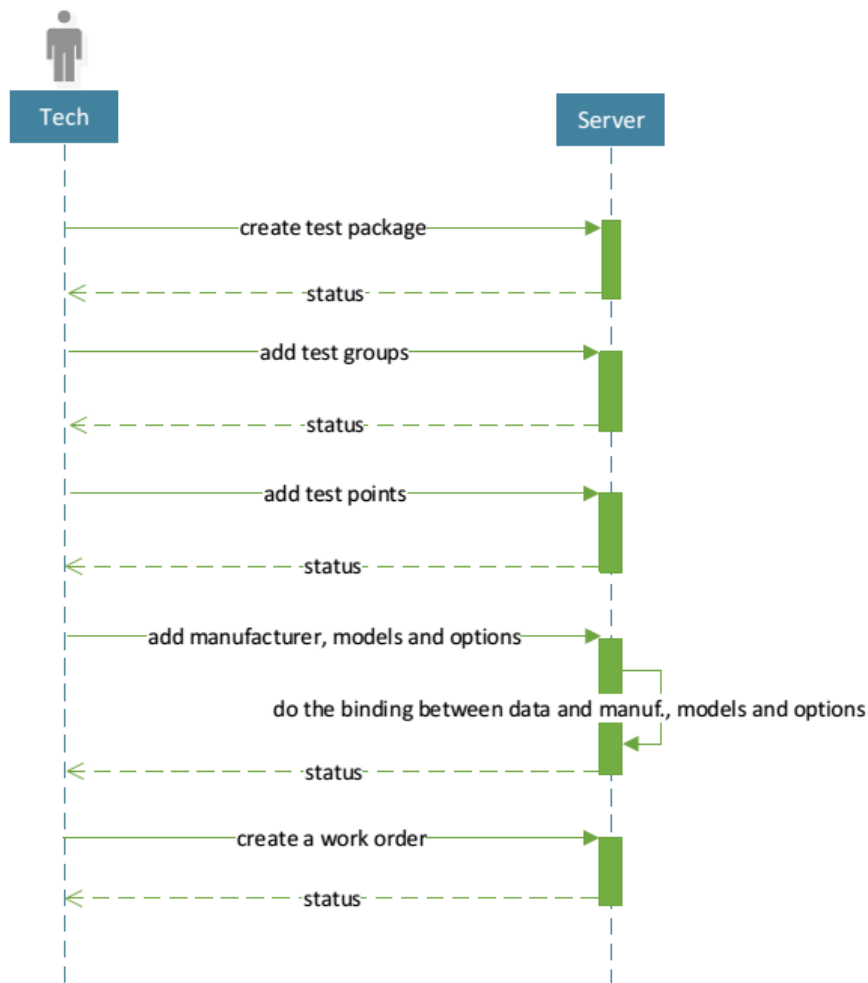 Tech
Server
create test package
status
add test groups
status
add test points
status
add manufacturer, models and options
do the binding between data and manuf., models and options
status
create a work order
status